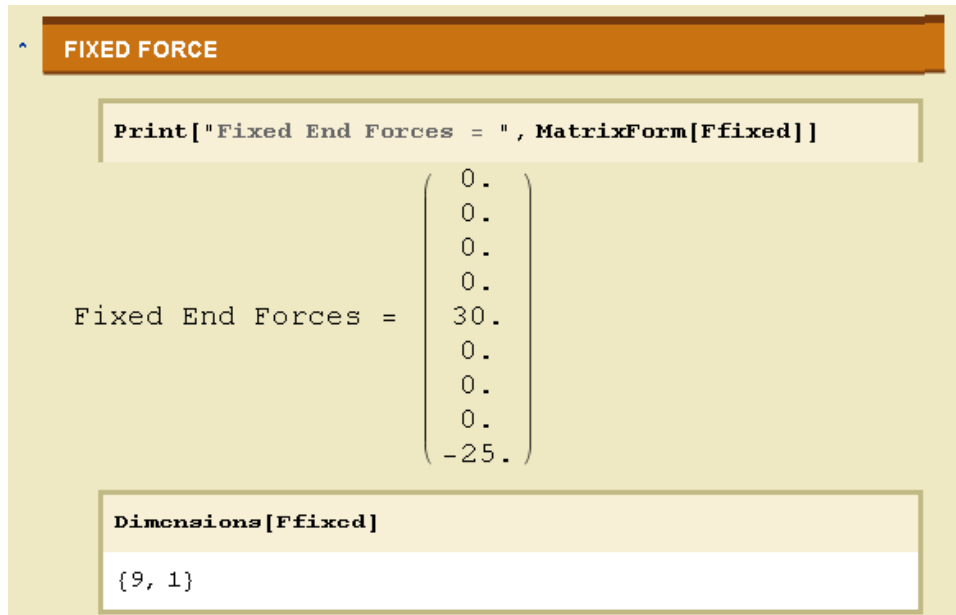 FIXED FORCE
Print["Fixed End Forces = ", MatrixForm[Ffixed]]
0.
0.
0.
0.
Fixed End Forces = 30.
0.
0.
0.
-25.
Dimensions[Ffixed]
{9, 1}